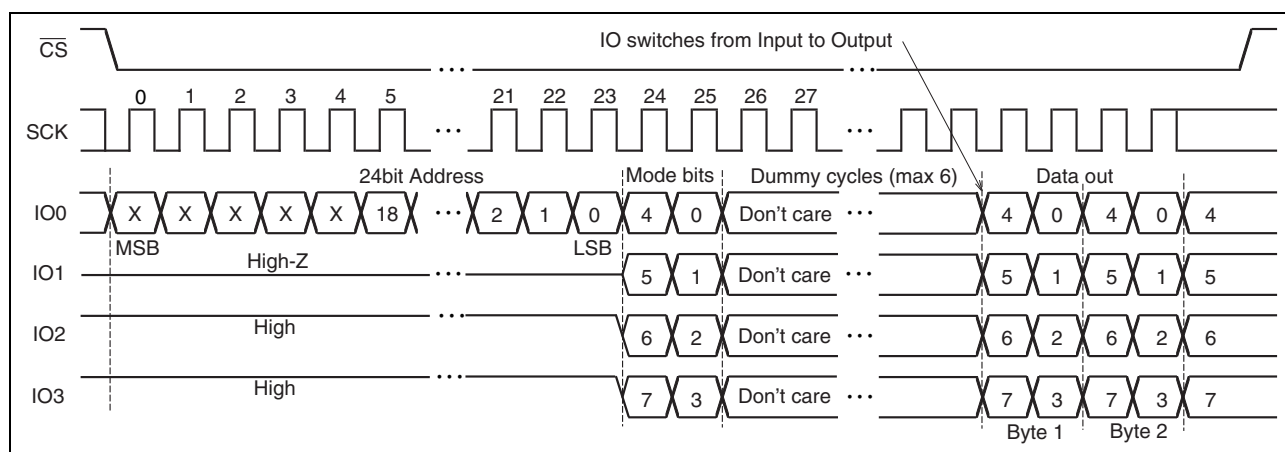 CS
IO switches from Input to Output
0 1 2 3 4 5 21 22 23 24 25 26 27
SCK
24bit Address Mode bits Dummy cycles (max 6) Data out
IO0 X X X X X 18 2 1 0 4 0 Don't care 4 0 4 0 4
MSB LSB
High-Z
IO1 5 1 Don't care 5 1 5 1 5
High
IO2 6 2 Don't care 6 2 6 2 6
High
IO3 7 3 Don't care 7 3 7 3 7
Byte 1 Byte 2